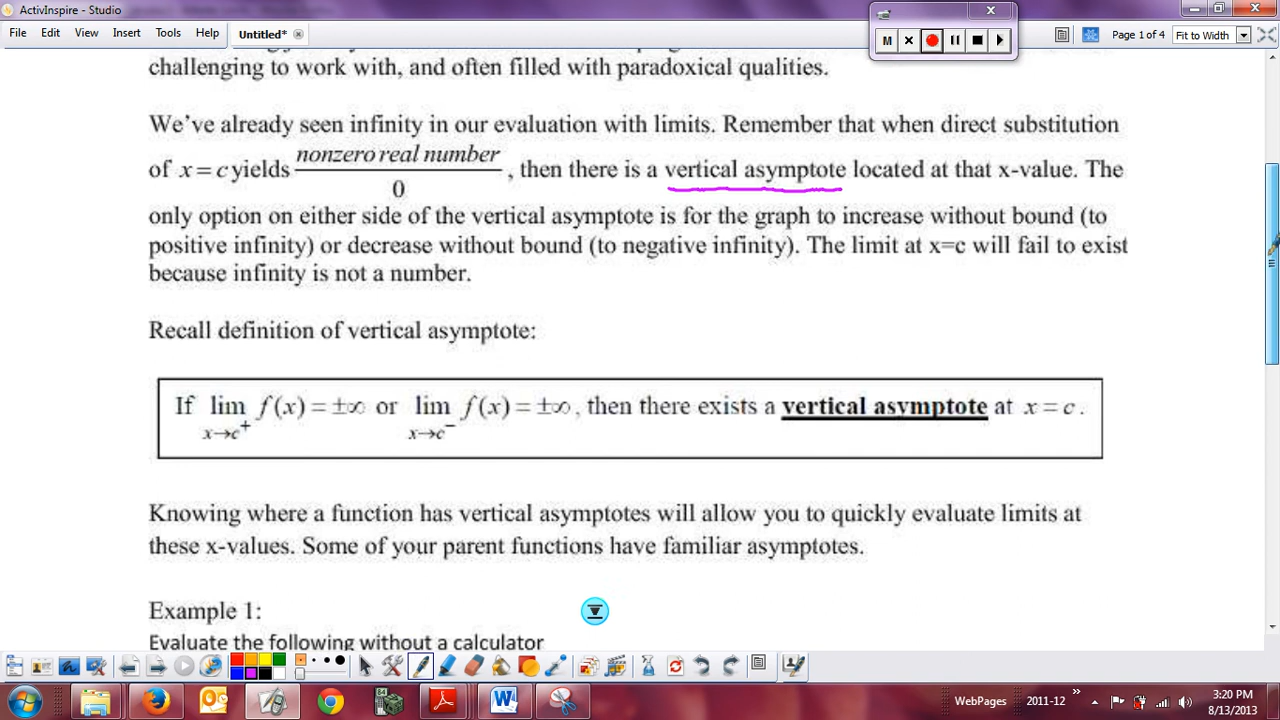 ActivInspire - Studio
File Edit View Insert Tools Help Untitled*
M
Page 1 of 4 Fit to Width
challenging to work with, and often filled with paradoxical qualities.
We've already seen infinity in our evaluation with limits. Remember that when direct substitution
of x = c yields nonzero real number / 0 , then there is a vertical asymptote located at that x-value. The
only option on either side of the vertical asymptote is for the graph to increase without bound (to
positive infinity) or decrease without bound (to negative infinity). The limit at x=c will fail to exist
because infinity is not a number.
Recall definition of vertical asymptote:
If lim x→c⁺ f(x) = ±∞ or lim x→c⁻ f(x) = ±∞, then there exists a vertical asymptote at x = c.
Knowing where a function has vertical asymptotes will allow you to quickly evaluate limits at
these x-values. Some of your parent functions have familiar asymptotes.
Example 1:
Evaluate the following without a calculator
WebPages 2011-12 » 3:20 PM
8/13/2013